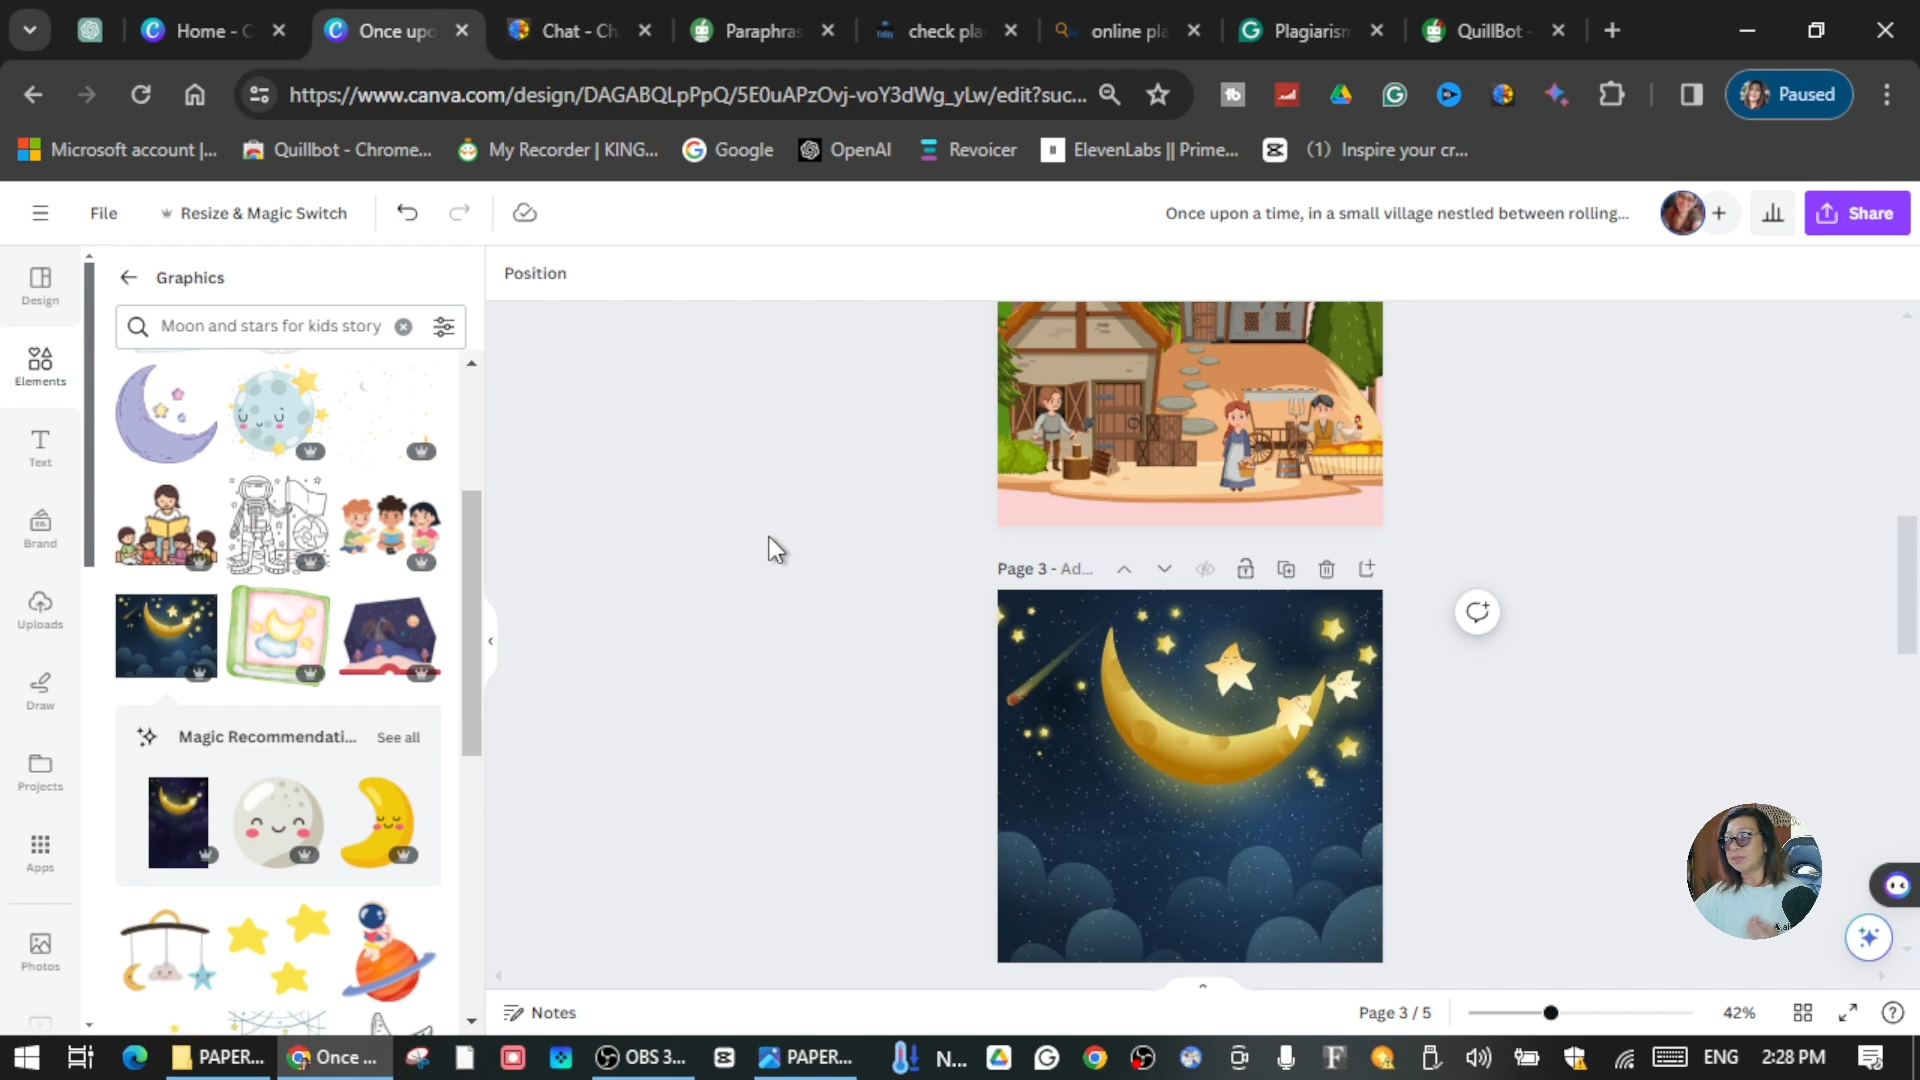 Home - C
Once upo
Chat - Ch
Paraphras
check pla
online pla
Plagiarism
QuillBot -
https://www.canva.com/design/DAGABQLpPpQ/5E0uAPzOvj-voY3dWg_yLw/edit?suc...
Paused
Microsoft account |...
Quillbot - Chrome...
My Recorder | KING...
Google
OpenAI
Revoicer
ElevenLabs || Prime...
(1) Inspire your cr...
File
Resize & Magic Switch
Once upon a time, in a small village nestled between rolling...
Share
Design
Elements
Text
Brand
Uploads
Draw
Projects
Apps
Photos
Graphics
Moon and stars for kids story
Magic Recommendati...
See all
Position
Page 3 - Ad...
Notes
Page 3 / 5
42%
PAPER...
Once ...
OBS 3...
PAPER...
N...
ENG
2:28 PM